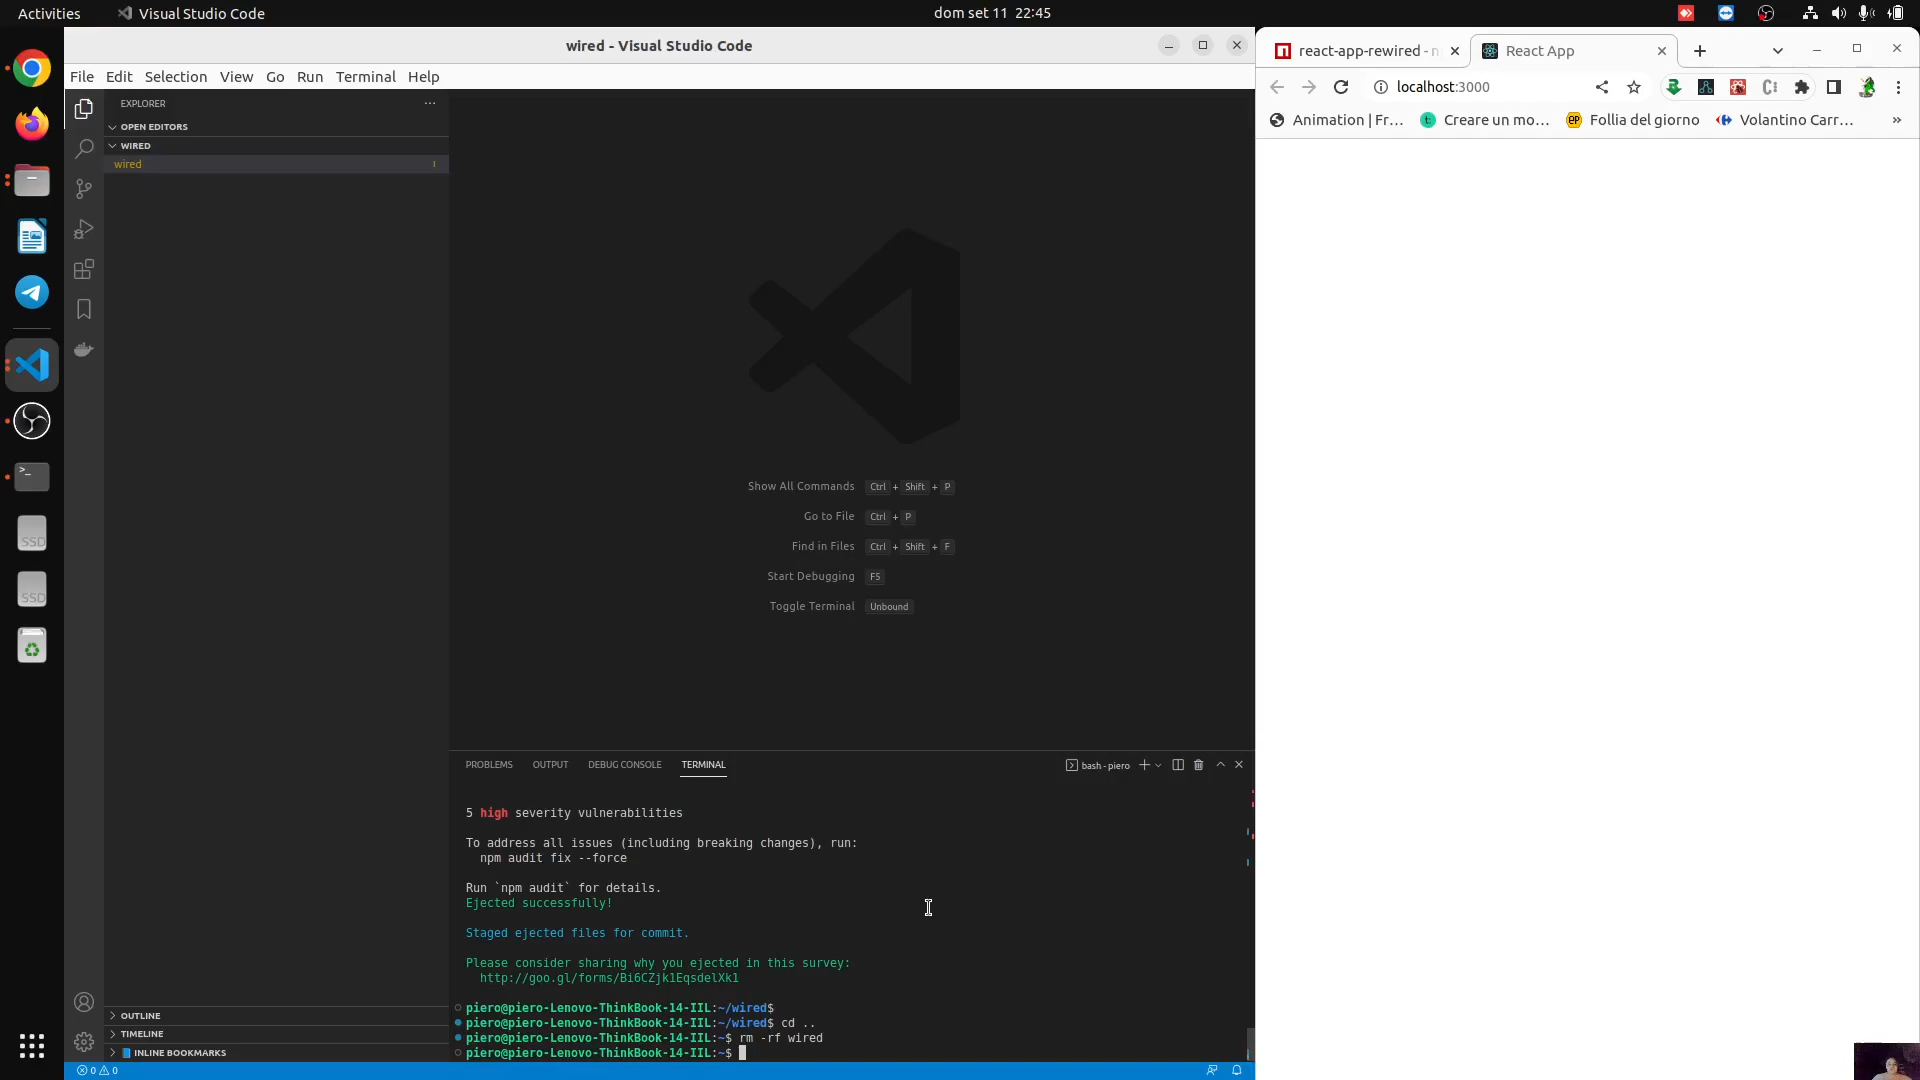 Activities
Visual Studio Code
dom set 11 22:45
wired - Visual Studio Code
File Edit Selection View Go Run Terminal Help
EXPLORER
OPEN EDITORS
WIRED
wired
Show All Commands Ctrl + Shift + P
Go to File Ctrl + P
Find in Files Ctrl + Shift + F
Start Debugging F5
Toggle Terminal Unbound
PROBLEMS OUTPUT DEBUG CONSOLE TERMINAL
bash - piero
5 high severity vulnerabilities
To address all issues (including breaking changes), run:
npm audit fix --force
Run `npm audit` for details.
Ejected successfully!
Staged ejected files for commit.
Please consider sharing why you ejected in this survey:
http://goo.gl/forms/Bi6CZjk1EqsdelXk1
piero@piero-Lenovo-ThinkBook-14-IIL:~/wired$
piero@piero-Lenovo-ThinkBook-14-IIL:~/wired$ cd ..
piero@piero-Lenovo-ThinkBook-14-IIL:~$ rm -rf wired
piero@piero-Lenovo-ThinkBook-14-IIL:~$
OUTLINE
TIMELINE
INLINE BOOKMARKS
0 0
react-app-rewired - n
React App
localhost:3000
Animation | Fr...
Creare un mo...
Follia del giorno
Volantino Carr...
»
SSD
SSD